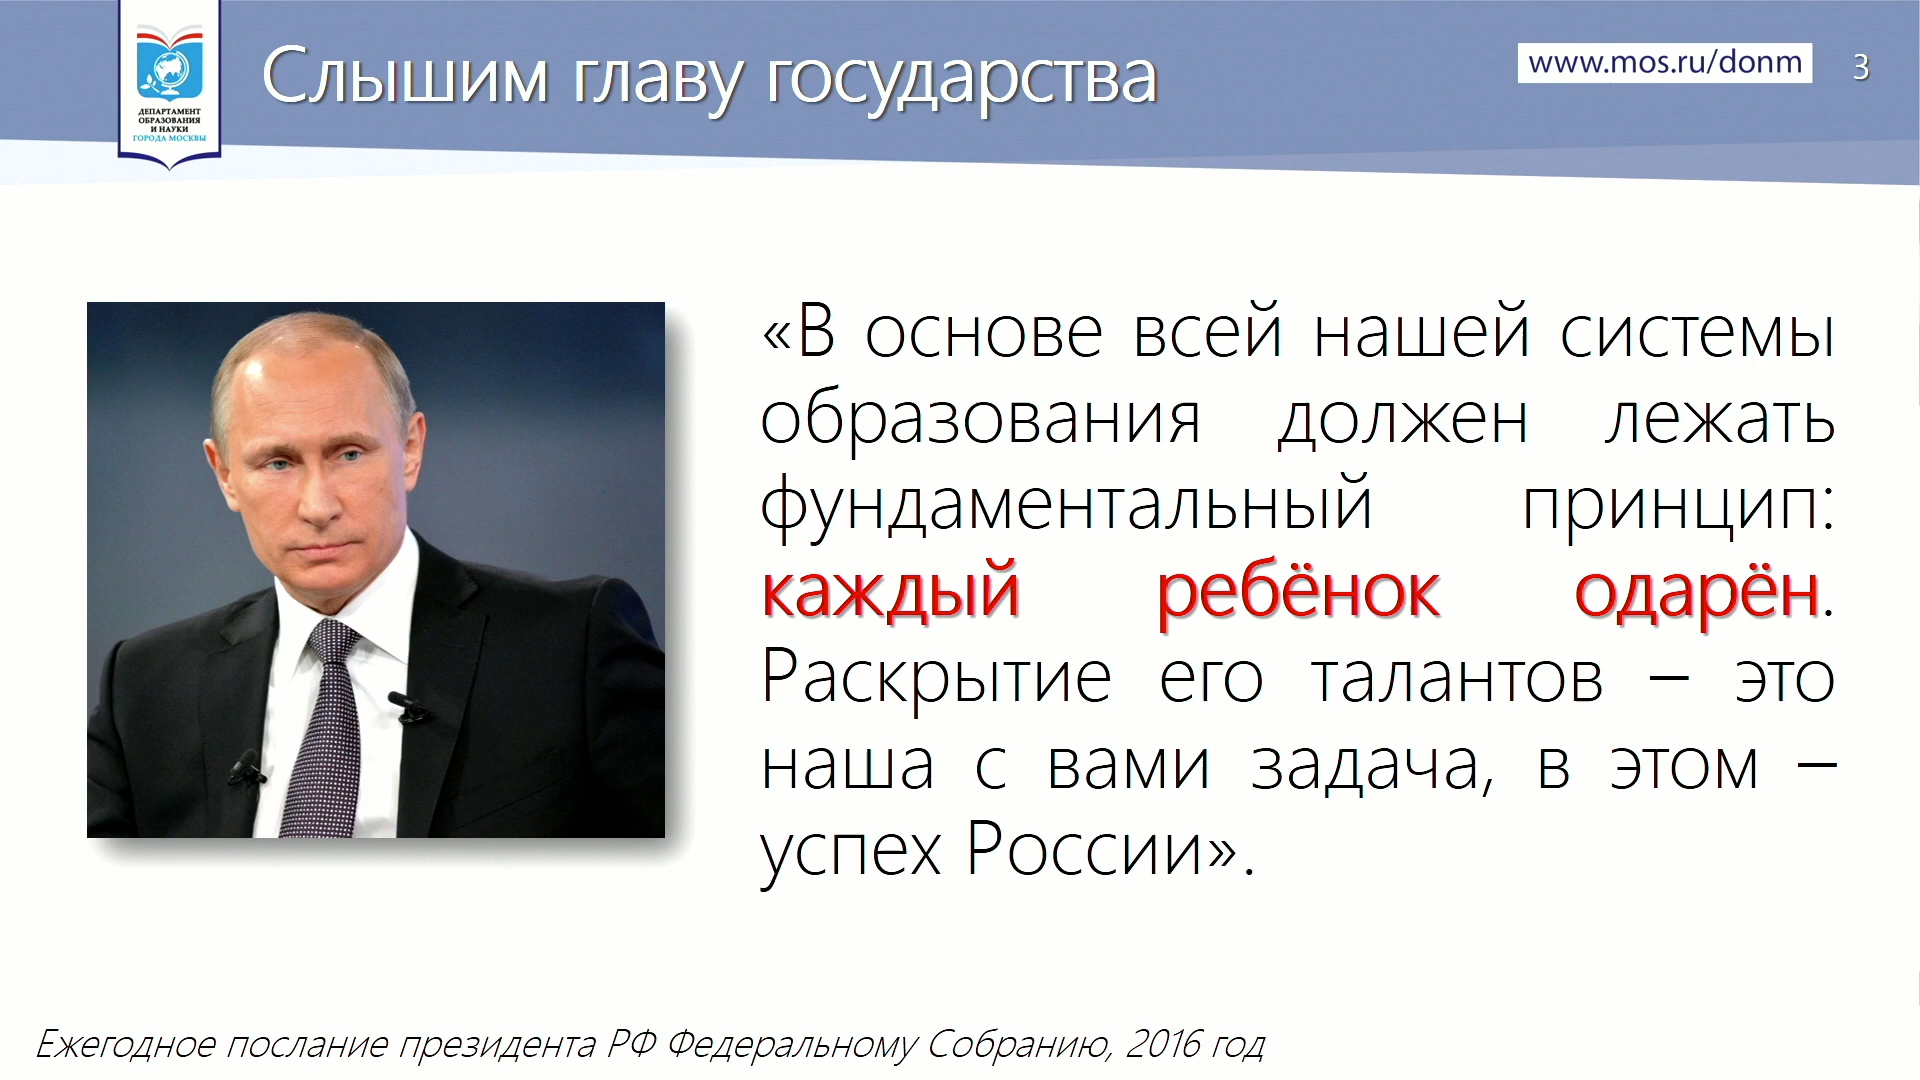 ДЕПАРТАМЕНТ
ОБРАЗОВАНИЯ
И НАУКИ
ГОРОДА МОСКВЫ
Слышим главу государства
www.mos.ru/donm
3
«В основе всей нашей системы
образования должен лежать
фундаментальный принцип:
каждый ребёнок одарён.
Раскрытие его талантов – это
наша с вами задача, в этом –
успех России».
Ежегодное послание президента РФ Федеральному Собранию, 2016 год